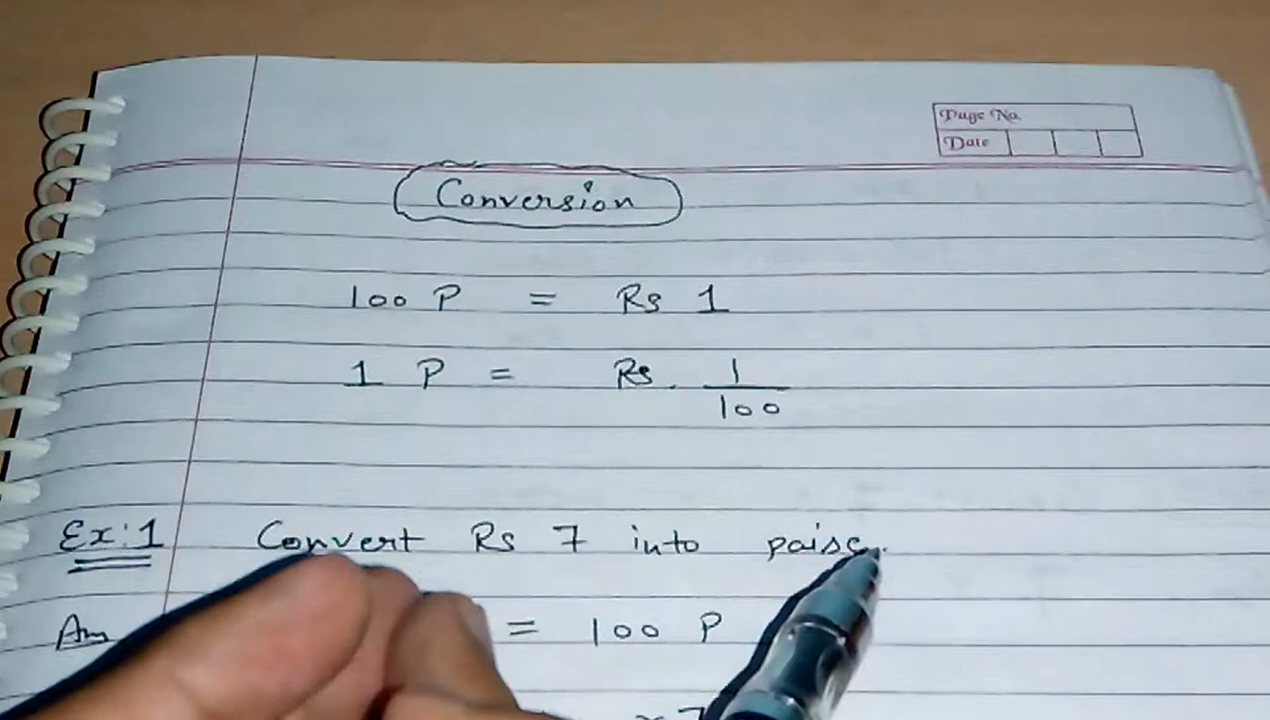 Page No.
Date
Conversion
100 P = Rs 1
1 P = Rs. 1/100
Ex:1 Convert Rs 7 into paise.
Ans = 100 P